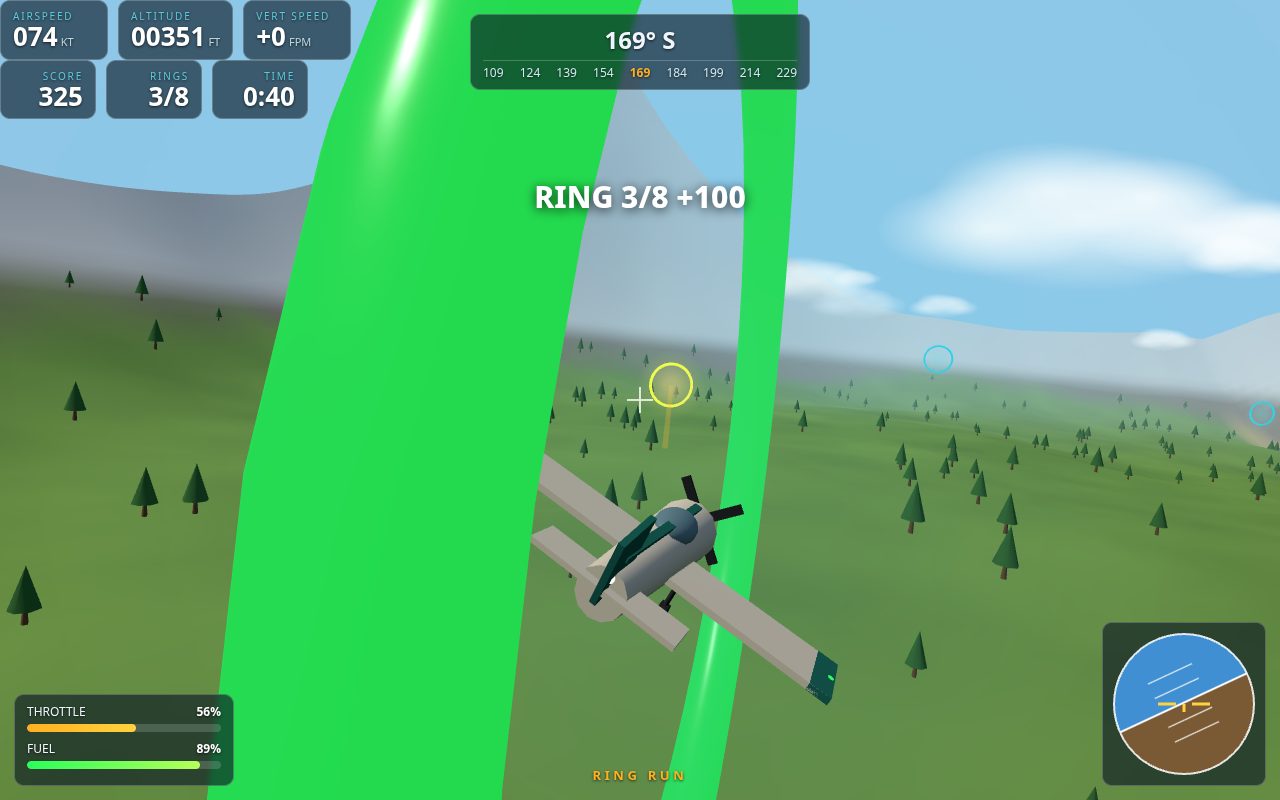 AIRSPEED
074 KT
ALTITUDE
00351 FT
VERT SPEED
+0 FPM
SCORE
325
RINGS
3/8
TIME
0:40
169° S
109 124 139 154 169 184 199 214 229
RING 3/8 +100
THROTTLE 56%
FUEL 89%
RING RUN